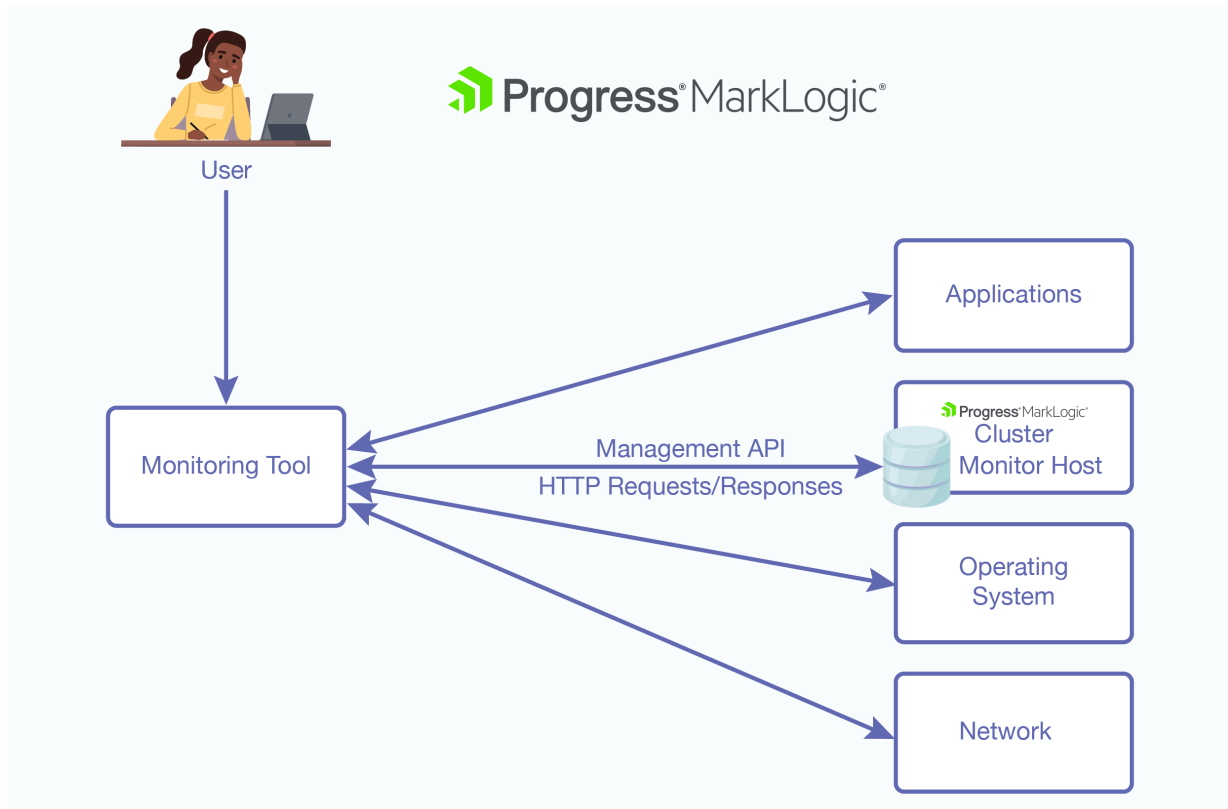 Progress® MarkLogic®
User
Applications
Progress® MarkLogic®
Cluster
Monitor Host
Monitoring Tool
Management API
HTTP Requests/Responses
Operating
System
Network